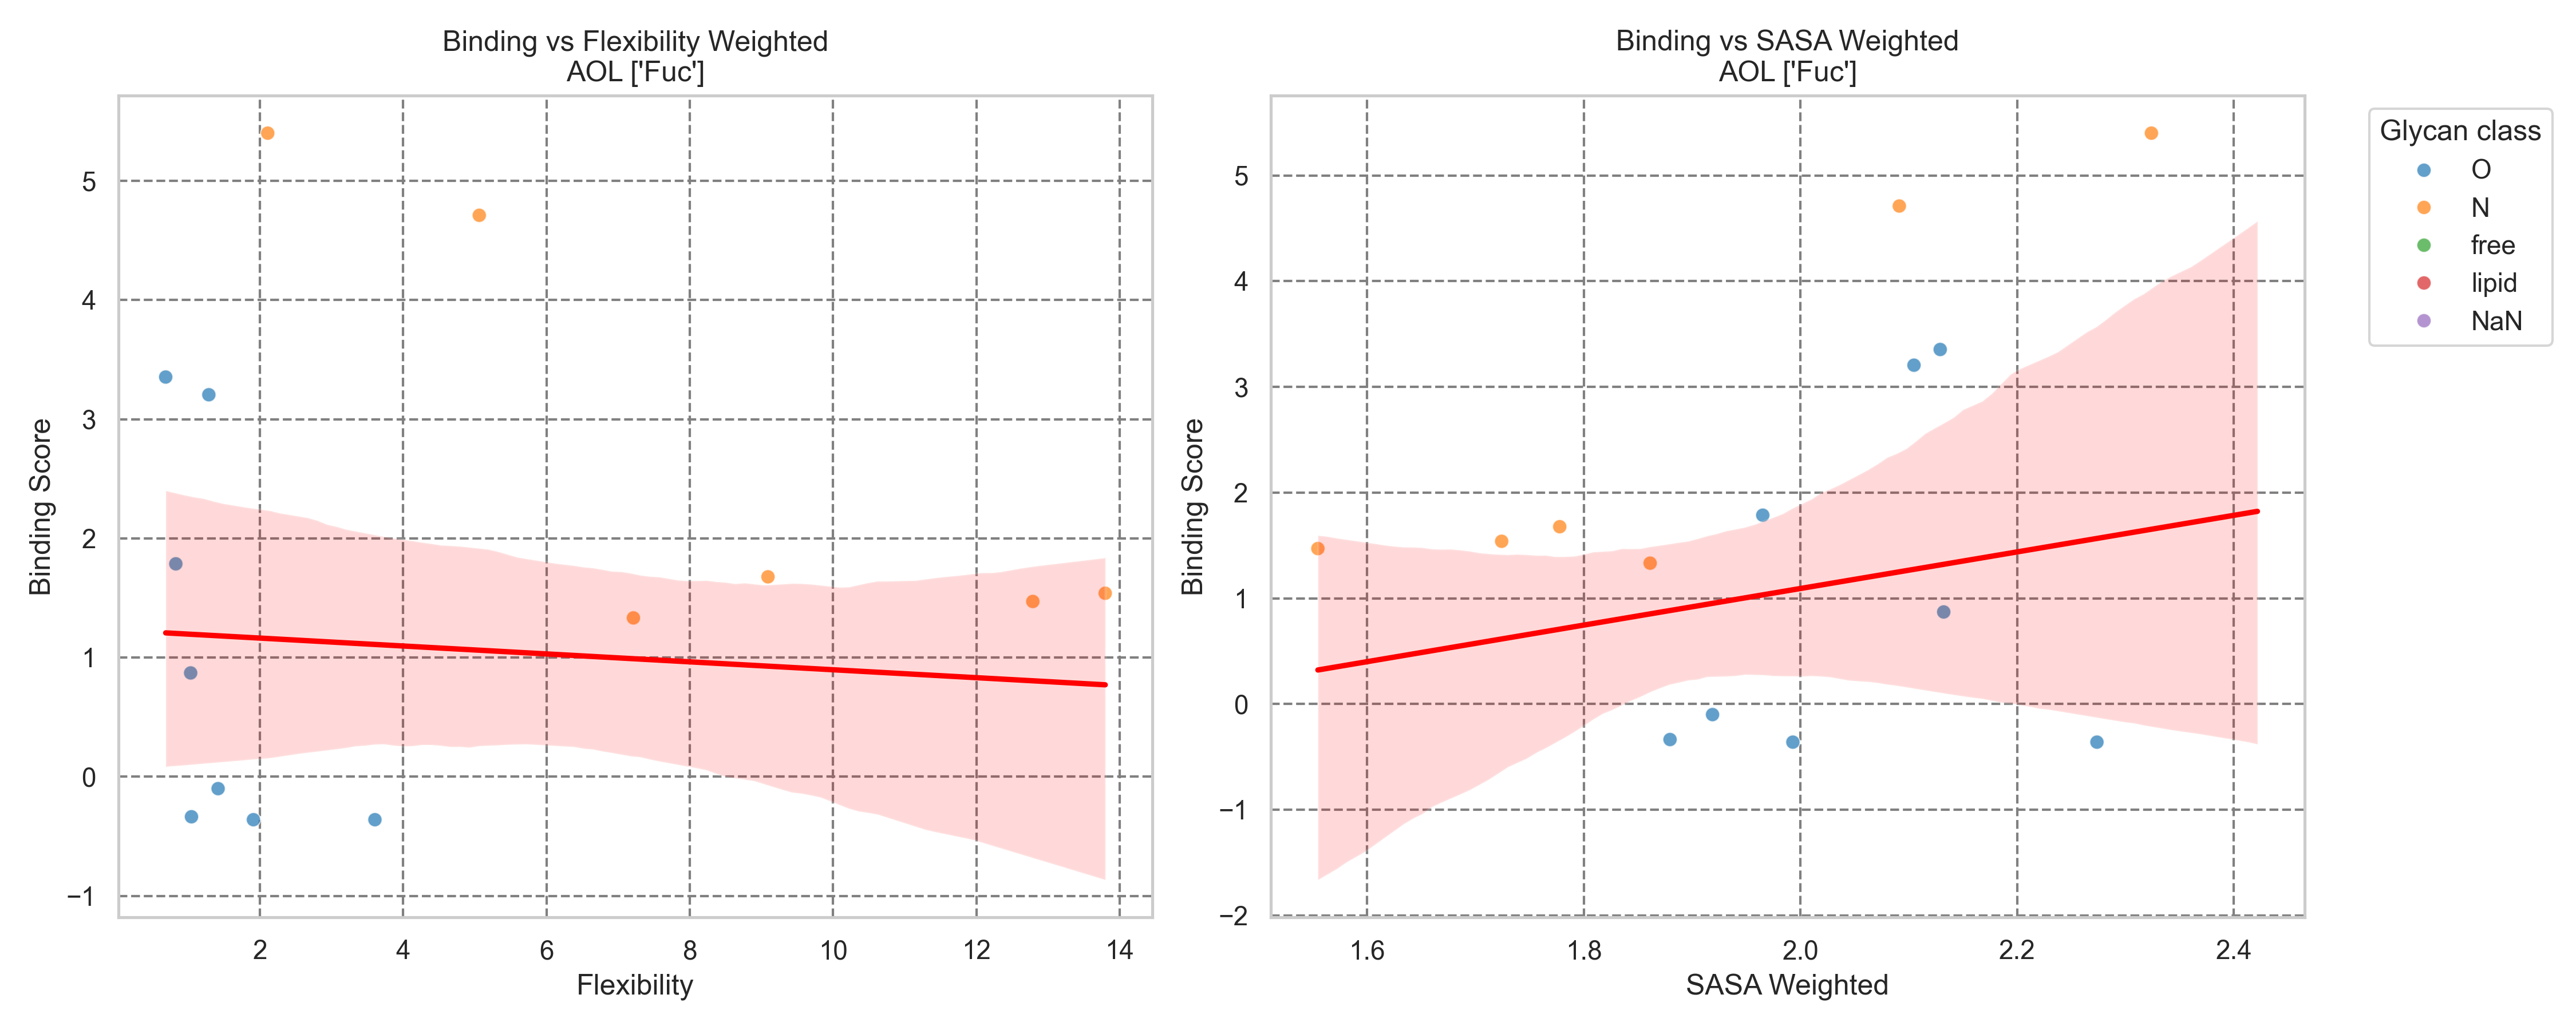 Binding vs Flexibility Weighted
AOL ['Fuc']
5
4
3
2
1
0
−1
Binding Score
2 4 6 8 10 12 14
Flexibility
Binding vs SASA Weighted
AOL ['Fuc']
5
4
3
2
1
0
−1
−2
Binding Score
1.6 1.8 2.0 2.2 2.4
SASA Weighted
Glycan class
O
N
free
lipid
NaN